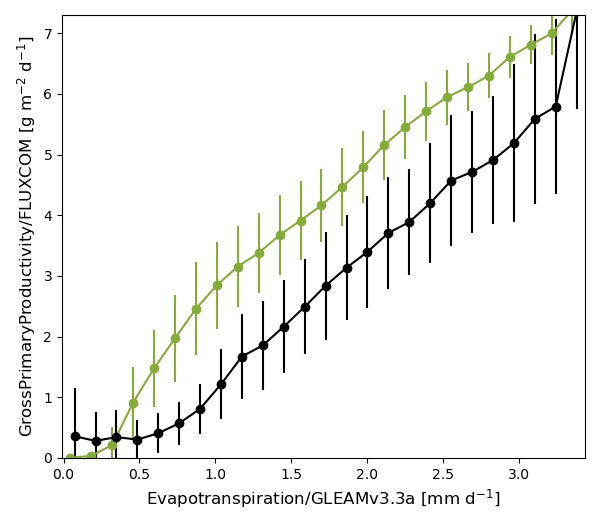 GrossPrimaryProductivity/FLUXCOM [g m⁻² d⁻¹]
7
6
5
4
3
2
1
0
0.0 0.5 1.0 1.5 2.0 2.5 3.0
Evapotranspiration/GLEAMv3.3a [mm d⁻¹]